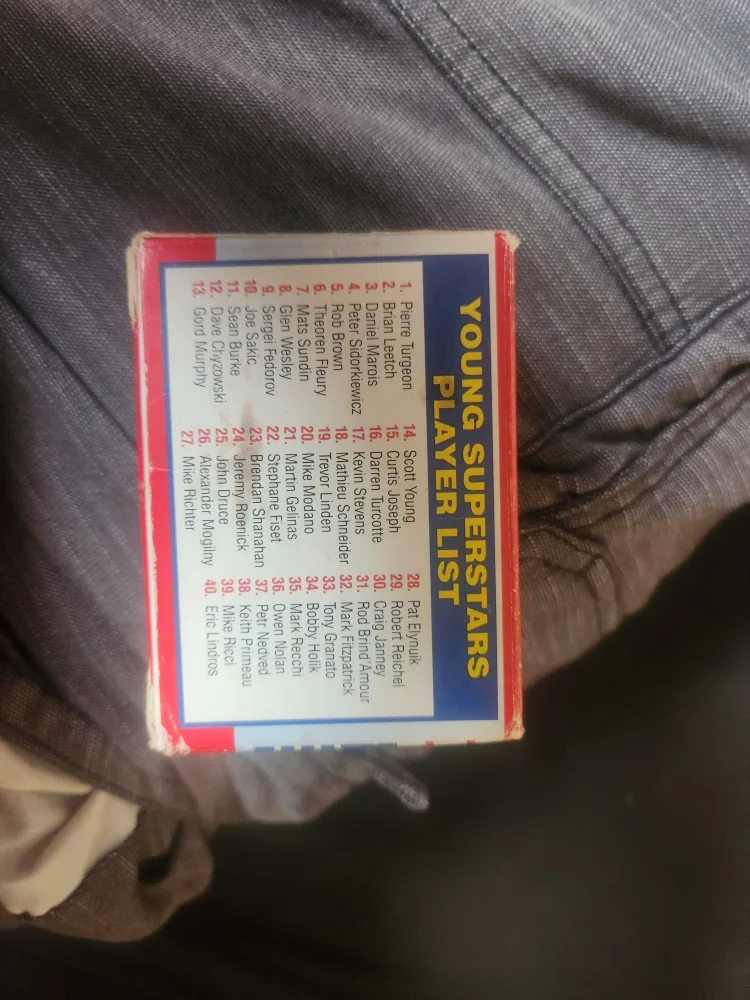 YOUNG SUPERSTARS
PLAYER LIST
1. Pierre Turgeon
2. Brian Leetch
3. Daniel Marois
4. Peter Sidorkiewicz
5. Rob Brown
6. Theoren Fleury
7. Mats Sundin
8. Glen Wesley
9. Sergei Fedorov
10. Joe Sakic
11. Sean Burke
12. Dave Chyzowski
13. Gord Murphy
14. Scott Young
15. Curtis Joseph
16. Darren Turcotte
17. Kevin Stevens
18. Mathieu Schneider
19. Trevor Linden
20. Mike Modano
21. Martin Gelinas
22. Stephane Fiset
23. Brendan Shanahan
24. Jeremy Roenick
25. John Druce
26. Alexander Mogilny
27. Mike Richter
28. Pat Elynuik
29. Robert Reichel
30. Craig Janney
31. Rod Brind'Amour
32. Mark Fitzpatrick
33. Tony Granato
34. Bobby Holik
35. Mark Recchi
36. Owen Nolan
37. Petr Nedved
38. Keith Primeau
39. Mike Ricci
40. Eric Lindros